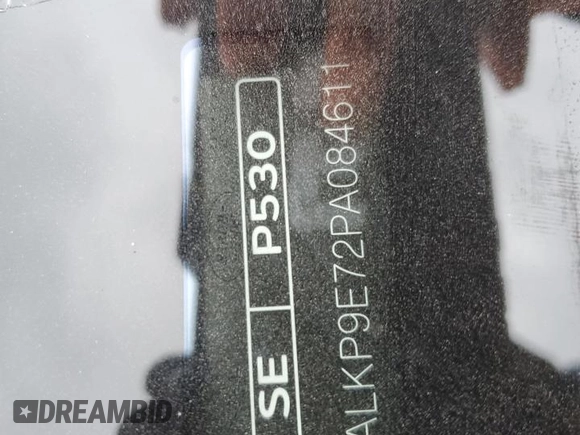 SE | P530
ALKP9E72PA084611
DREAMBID